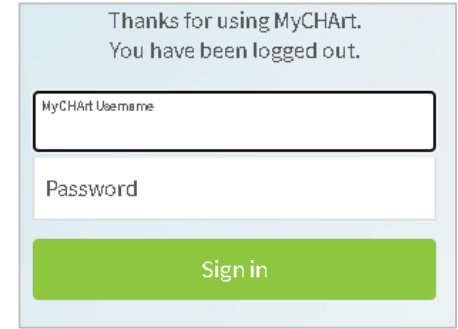 Thanks for using MyCHArt.
You have been logged out.
MyCHArt Username
Password
Sign in